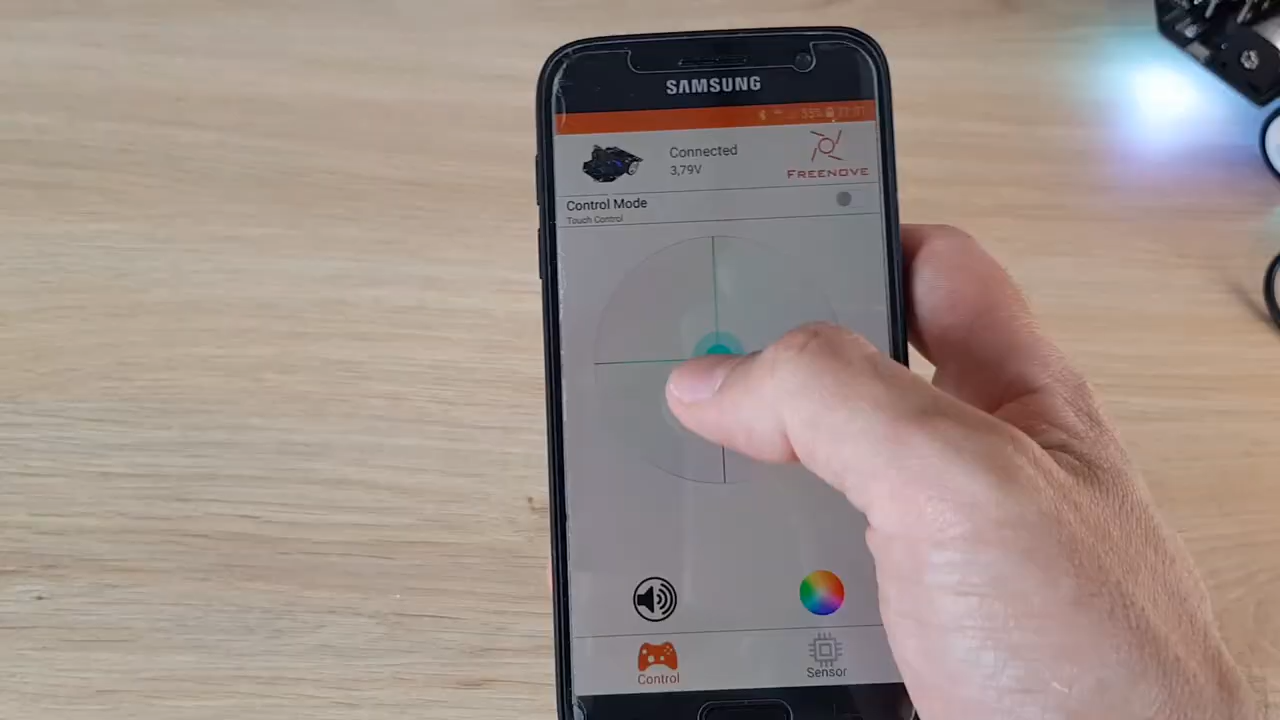 SAMSUNG
Connected
3,79V
FREENOVE
Control Mode
Touch Control
Control
Sensor